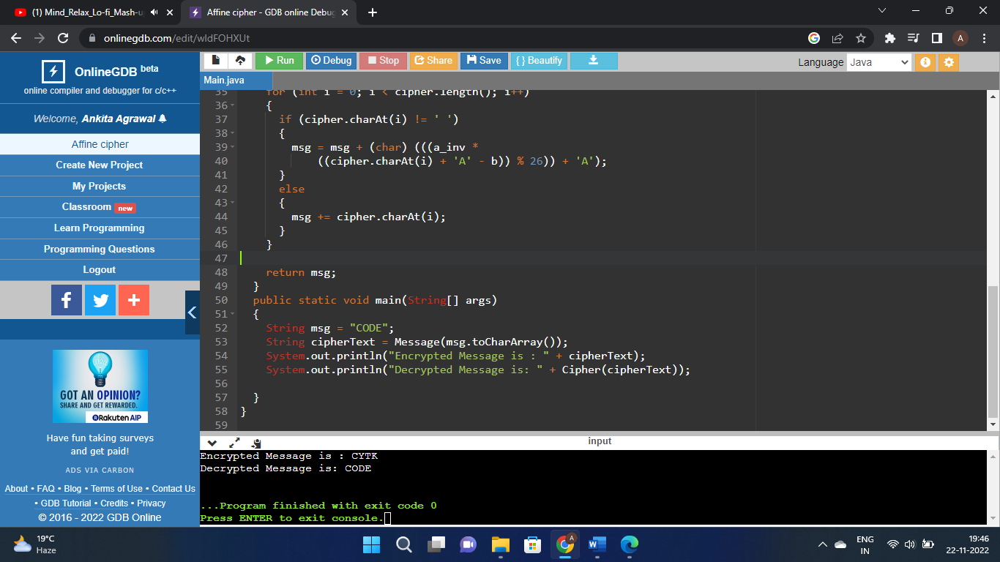 (1) Mind_Relax_Lo-fi_Mash-u
Affine cipher - GDB online Debug
onlinegdb.com/edit/wIdFOHXUt
A
OnlineGDB beta
online compiler and debugger for c/c++
Welcome, Ankita Agrawal
Affine cipher
Create New Project
My Projects
Classroom new
Learn Programming
Programming Questions
Logout
GOT AN OPINION?
SHARE AND GET REWARDED.
Rakuten AIP
Have fun taking surveys
and get paid!
ADS VIA CARBON
About • FAQ • Blog • Terms of Use • Contact Us
• GDB Tutorial • Credits • Privacy
© 2016 - 2022 GDB Online
Run Debug Stop Share Save { } Beautify
Language Java
Main.java
35 for (int i = 0; i < cipher.length(); i++)
36 {
37 if (cipher.charAt(i) != ' ')
38 {
39 msg = msg + (char) (((a_inv *
40 ((cipher.charAt(i) + 'A' - b)) % 26)) + 'A');
41 }
42 else
43 {
44 msg += cipher.charAt(i);
45 }
46 }
47
48 return msg;
49 }
50 public static void main(String[] args)
51 {
52 String msg = "CODE";
53 String cipherText = Message(msg.toCharArray());
54 System.out.println("Encrypted Message is : " + cipherText);
55 System.out.println("Decrypted Message is: " + Cipher(cipherText));
56
57 }
58 }
59
input
Encrypted Message is : CYTK
Decrypted Message is: CODE
...Program finished with exit code 0
Press ENTER to exit console.
19°C
Haze
ENG
IN
19:46
22-11-2022